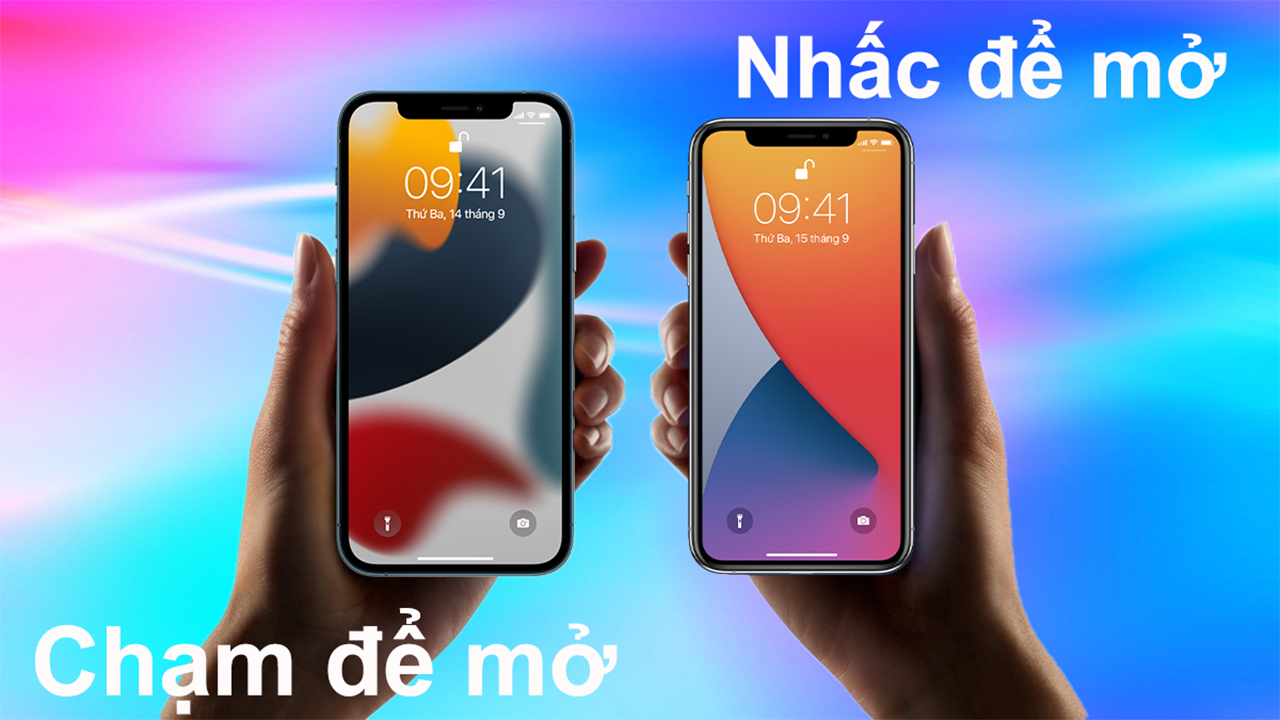 Nhấc để mở
09:41
Thứ Ba, 14 tháng 9
09:41
Thứ Ba, 15 tháng 9
Chạm để mở